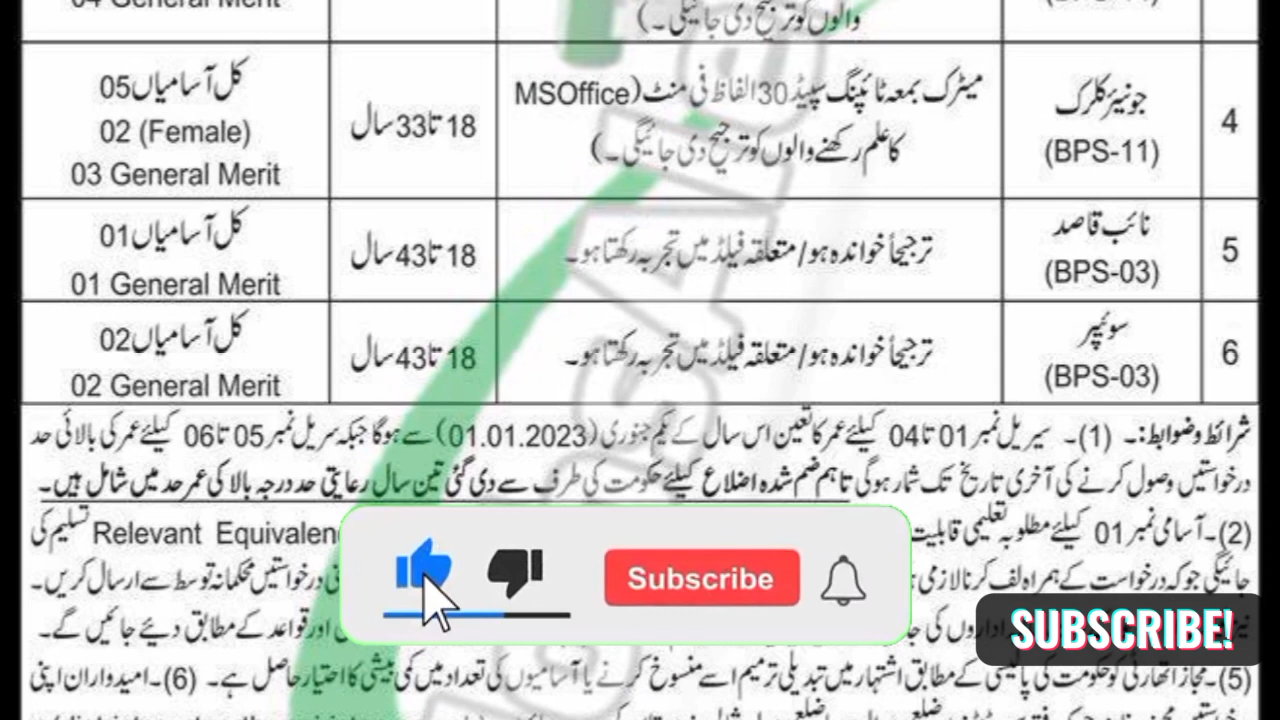 04 General Merit
والوں کو ترجیح دی جائیگی۔)
4
جونیئر کلرک
(BPS-11)
میٹرک بمعہ ٹائپنگ سپیڈ 30 الفاظ فی منٹ (MSOffice
کا علم رکھنے والوں کو ترجیح دی جائیگی۔)
18 تا 33 سال
کل آسامیاں 05
02 (Female)
03 General Merit
5
نائب قاصد
(BPS-03)
ترجیحاً خواندہ ہو/ متعلقہ فیلڈ میں تجربہ رکھتا ہو۔
18 تا 43 سال
کل آسامیاں 01
01 General Merit
6
سوئیپر
(BPS-03)
ترجیحاً خواندہ ہو/ متعلقہ فیلڈ میں تجربہ رکھتا ہو۔
18 تا 43 سال
کل آسامیاں 02
02 General Merit
شرائط وضوابط:۔ (1)۔ سیریل نمبر 01 تا 04 کیلئے عمر کا تعین اس سال کے یکم جنوری (01.01.2023) سے ہوگا جبکہ سریل نمبر 05 تا 06 کیلئے عمر کی بالائی حد
درخواستیں وصول کرنے کی آخری تاریخ تک شمار ہوگی تاہم ضم شدہ اضلاع کیلئے حکومت کی طرف سے دی گئی تین سال رعایتی حد درجہ بالا کی عمر حد میں شامل ہیں۔
(2)۔ آسامی نمبر 01 کیلئے مطلوبہ تعلیمی قابلیت Relevant تسلیم کی
جائیگی جو کہ درخواست کے ہمراہ لف کرنا لازمی درخواستیں محکمانہ توسط سے ارسال کریں۔
کی اور قواعد کے مطابق دیئے جائیں گے۔
(5)۔ مجاز اتھارٹی کو حکومت کی پالیسی کے مطابق اشتہار میں تبدیلی ترمیم اسے منسوخ کرنے یا آسامیوں کی تعداد میں کمی بیشی کا اختیار حاصل ہے۔ (6)۔ امیدواران اپنی
Subscribe
SUBSCRIBE!